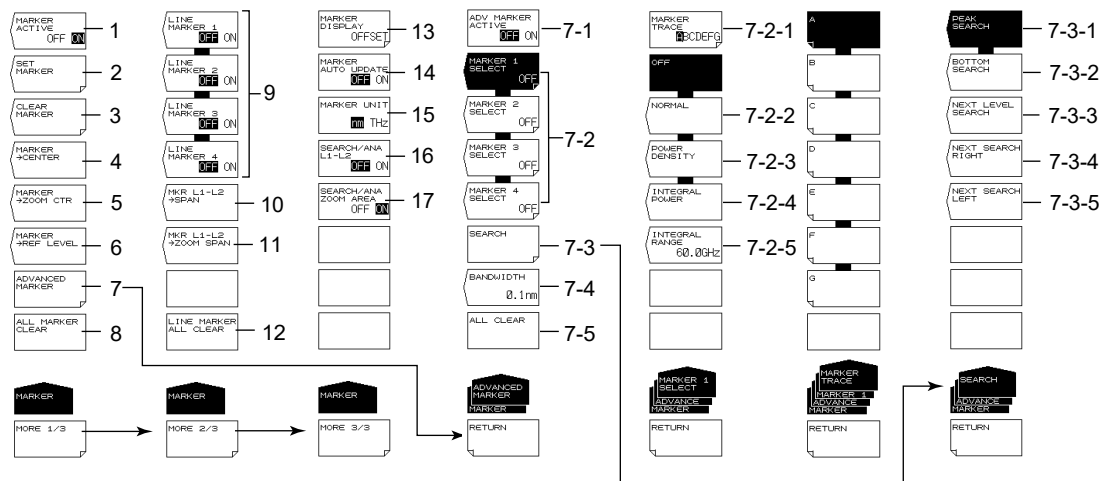 MARKER
ACTIVE
OFF ON
1
SET
MARKER
2
CLEAR
MARKER
3
MARKER
→CENTER
4
MARKER
→ZOOM CTR
5
MARKER
→REF LEVEL
6
ADVANCED
MARKER
7
ALL MARKER
CLEAR
8
MARKER
MORE 1/3
LINE
MARKER 1
OFF ON
LINE
MARKER 2
OFF ON
LINE
MARKER 3
OFF ON
LINE
MARKER 4
OFF ON
9
MKR L1-L2
→SPAN
10
MKR L1-L2
→ZOOM SPAN
11
LINE MARKER
ALL CLEAR
12
MARKER
MORE 2/3
MARKER
DISPLAY
OFFSET
13
MARKER
AUTO UPDATE
OFF ON
14
MARKER UNIT
nm THz
15
SEARCH/ANA
L1-L2
OFF ON
16
SEARCH/ANA
ZOOM AREA
OFF ON
17
MARKER
MORE 3/3
ADV MARKER
ACTIVE
OFF ON
7-1
MARKER 1
SELECT
OFF
MARKER 2
SELECT
OFF
MARKER 3
SELECT
OFF
MARKER 4
SELECT
OFF
7-2
SEARCH
7-3
BANDWIDTH
0.1nm
7-4
ALL CLEAR
7-5
ADVANCED
MARKER
MARKER
RETURN
MARKER
TRACE
ABCDEFG
7-2-1
OFF
NORMAL
7-2-2
POWER
DENSITY
7-2-3
INTEGRAL
POWER
7-2-4
INTEGRAL
RANGE
60.0GHz
7-2-5
MARKER 1
SELECT
ADVANCE
MARKER
RETURN
A
B
C
D
E
F
G
MARKER
TRACE
MARKER 1
ADVANCE
MARKER
RETURN
PEAK
SEARCH
7-3-1
BOTTOM
SEARCH
7-3-2
NEXT LEVEL
SEARCH
7-3-3
NEXT SEARCH
RIGHT
7-3-4
NEXT SEARCH
LEFT
7-3-5
SEARCH
ADVANCE
MARKER
RETURN